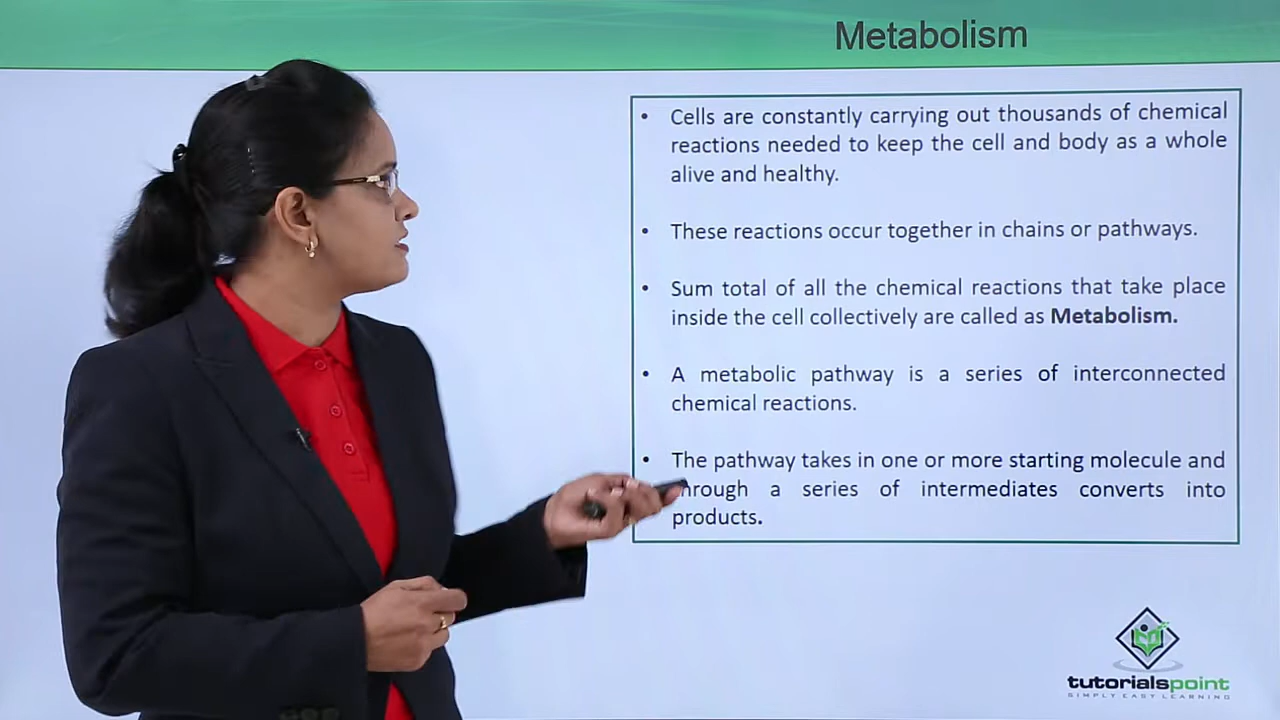 Metabolism
• Cells are constantly carrying out thousands of chemical
reactions needed to keep the cell and body as a whole
alive and healthy.
• These reactions occur together in chains or pathways.
• Sum total of all the chemical reactions that take place
inside the cell collectively are called as Metabolism.
• A metabolic pathway is a series of interconnected
chemical reactions.
• The pathway takes in one or more starting molecule and
through a series of intermediates converts into
products.
tutorialspoint
SIMPLY EASY LEARNING